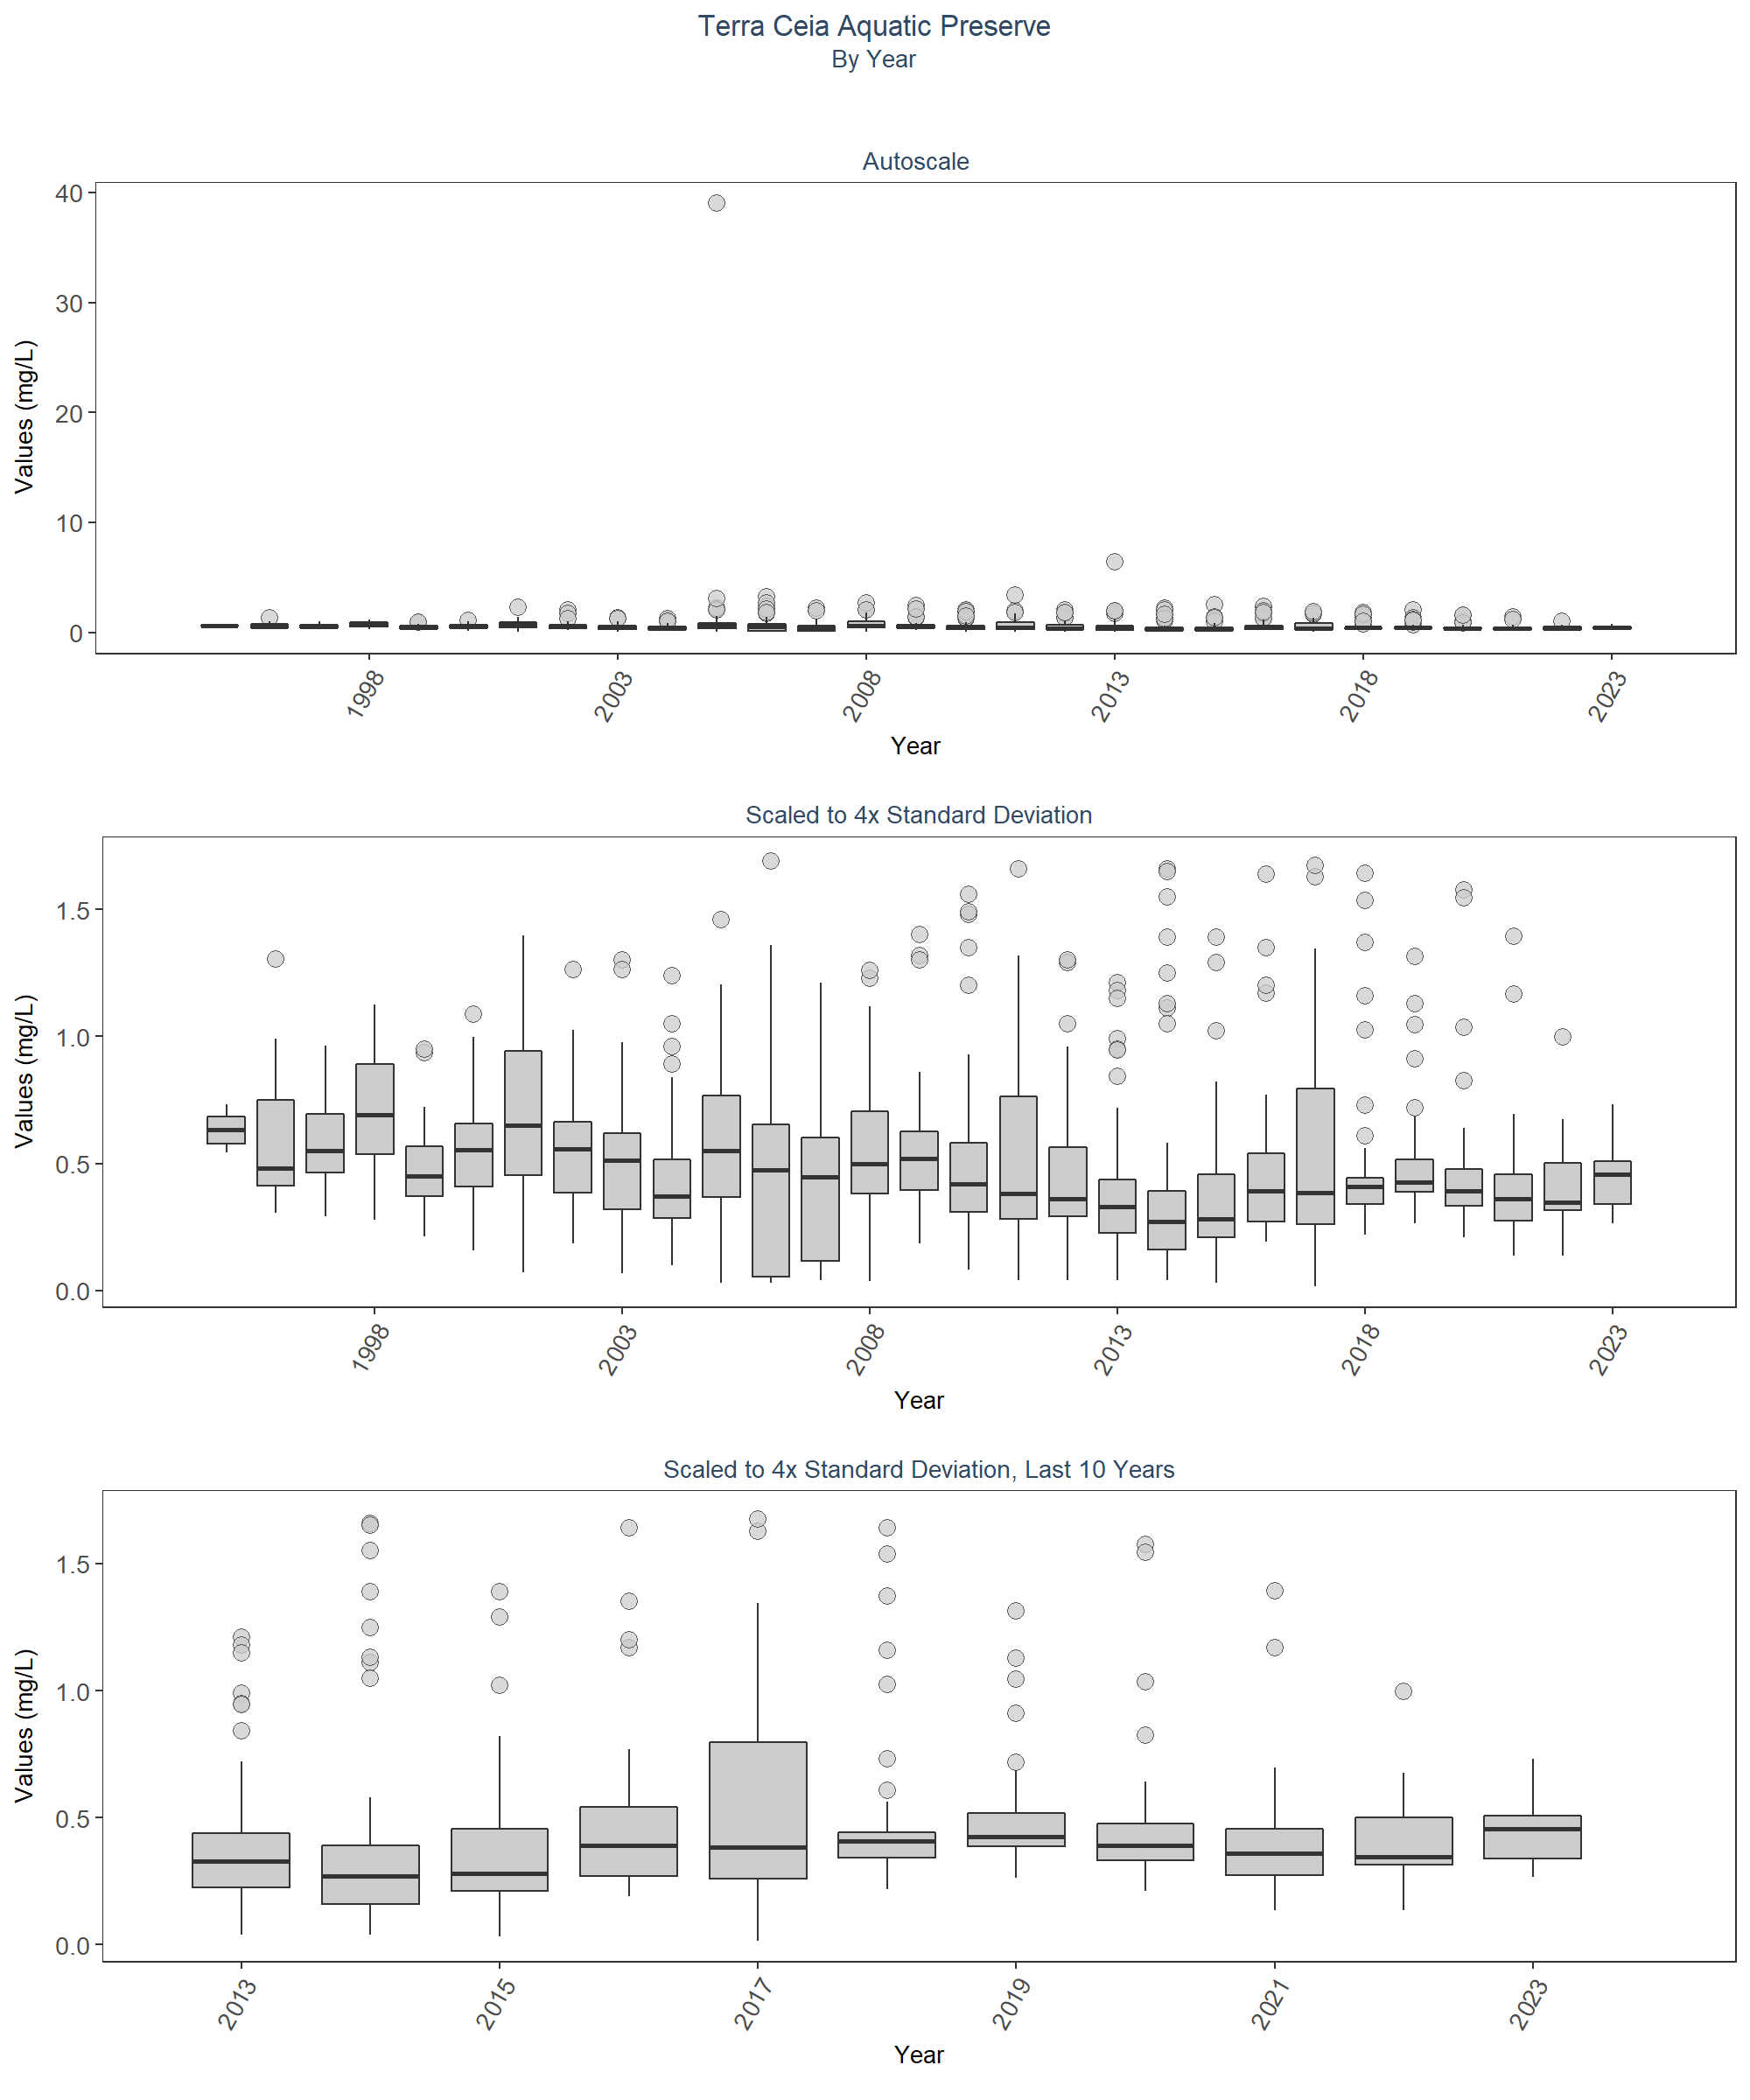 Terra Ceia Aquatic Preserve
By Year
Autoscale
Values (mg/L)
40
30
20
10
0
1998 2003 2008 2013 2018 2023
Year
Scaled to 4x Standard Deviation
Values (mg/L)
1.5
1.0
0.5
0.0
1998 2003 2008 2013 2018 2023
Year
Scaled to 4x Standard Deviation, Last 10 Years
Values (mg/L)
1.5
1.0
0.5
0.0
2013 2015 2017 2019 2021 2023
Year